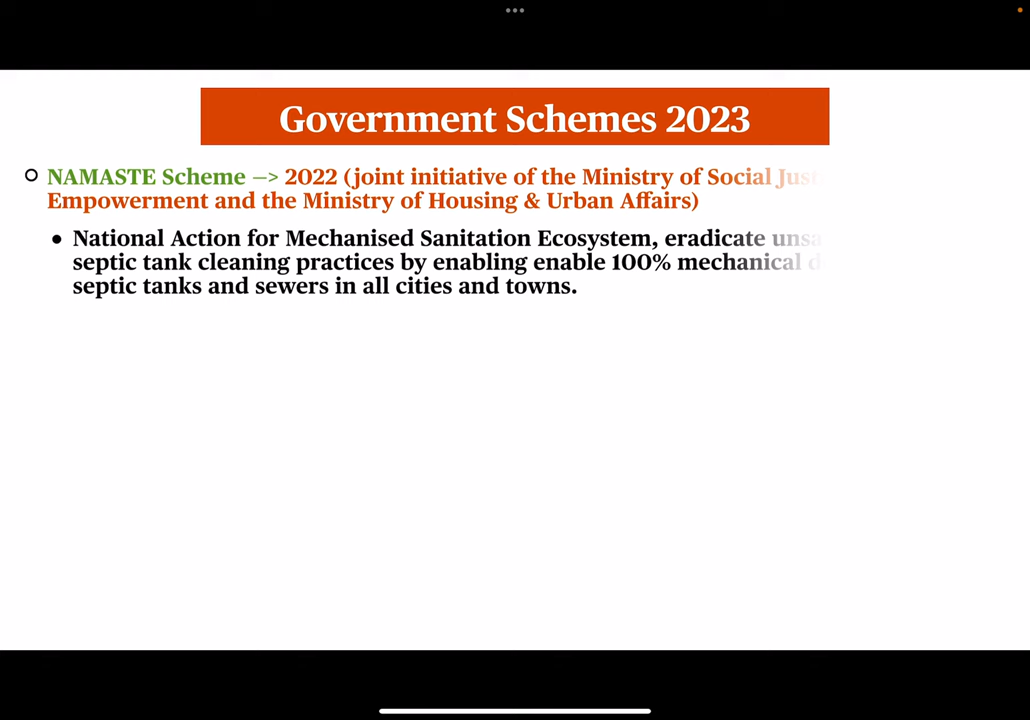 Government Schemes 2023
NAMASTE Scheme —> 2022 (joint initiative of the Ministry of Social
Empowerment and the Ministry of Housing & Urban Affairs)
National Action for Mechanised Sanitation Ecosystem, eradicate
septic tank cleaning practices by enabling enable 100% mechanical
septic tanks and sewers in all cities and towns.